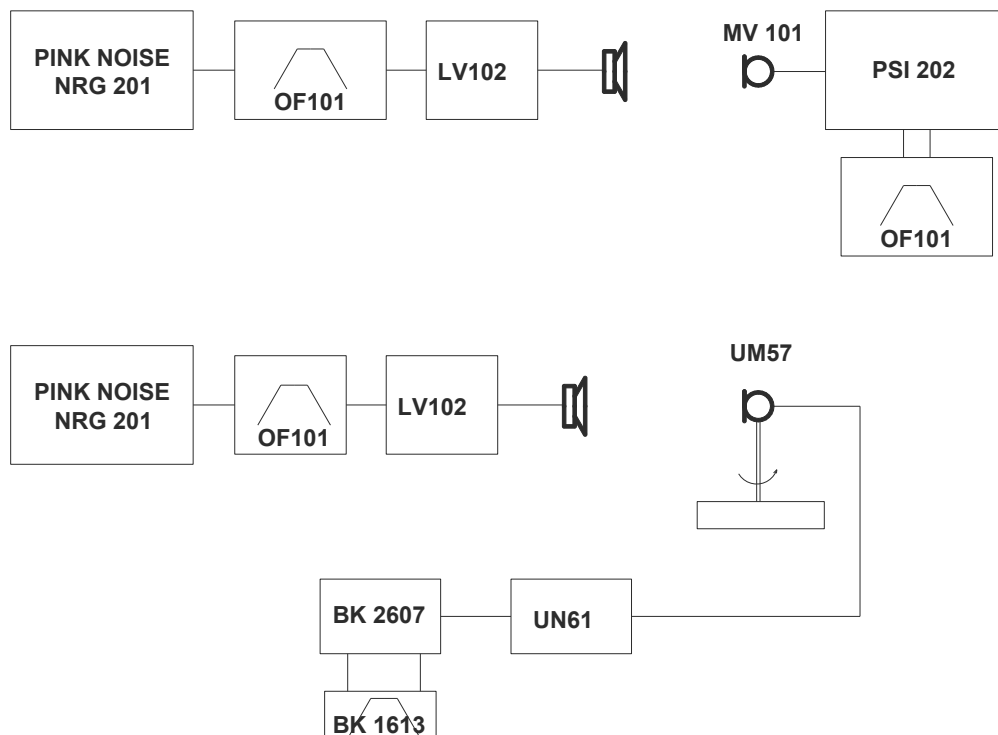 PINK NOISE
NRG 201
OF101
LV102
MV 101
PSI 202
OF101
PINK NOISE
NRG 201
OF101
LV102
UM57
BK 2607
UN61
BK 1613